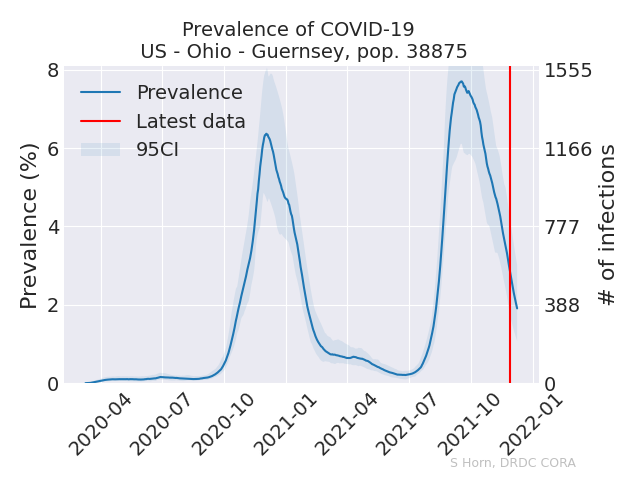 Prevalence of COVID-19
US - Ohio - Guernsey, pop. 38875
Prevalence
Latest data
95CI
Prevalence (%)
8
6
4
2
0
1555
1166
777
388
0
# of infections
2020-04
2020-07
2020-10
2021-01
2021-04
2021-07
2021-10
2022-01
S Horn, DRDC CORA